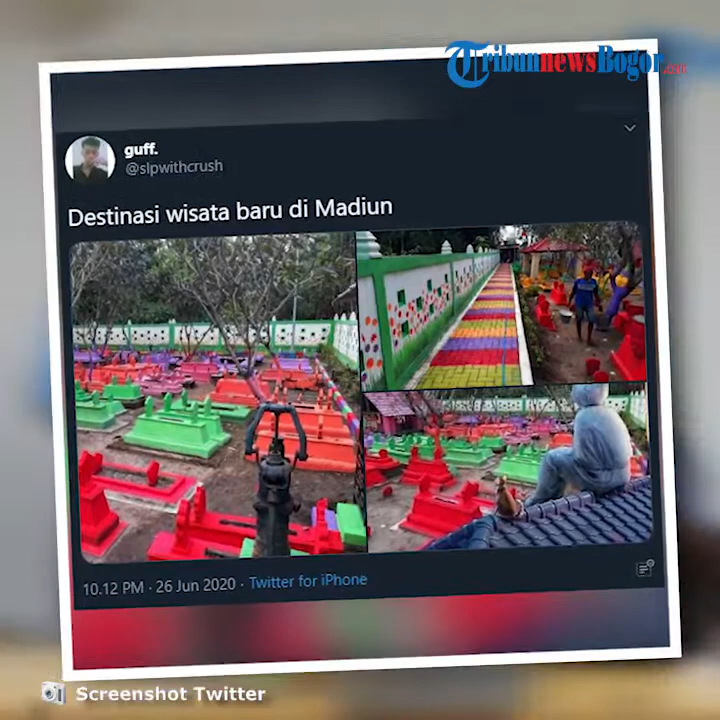 TribunnewsBogor.com
guff.
@slpwithcrush
Destinasi wisata baru di Madiun
10.12 PM · 26 Jun 2020 · Twitter for iPhone
Screenshot Twitter